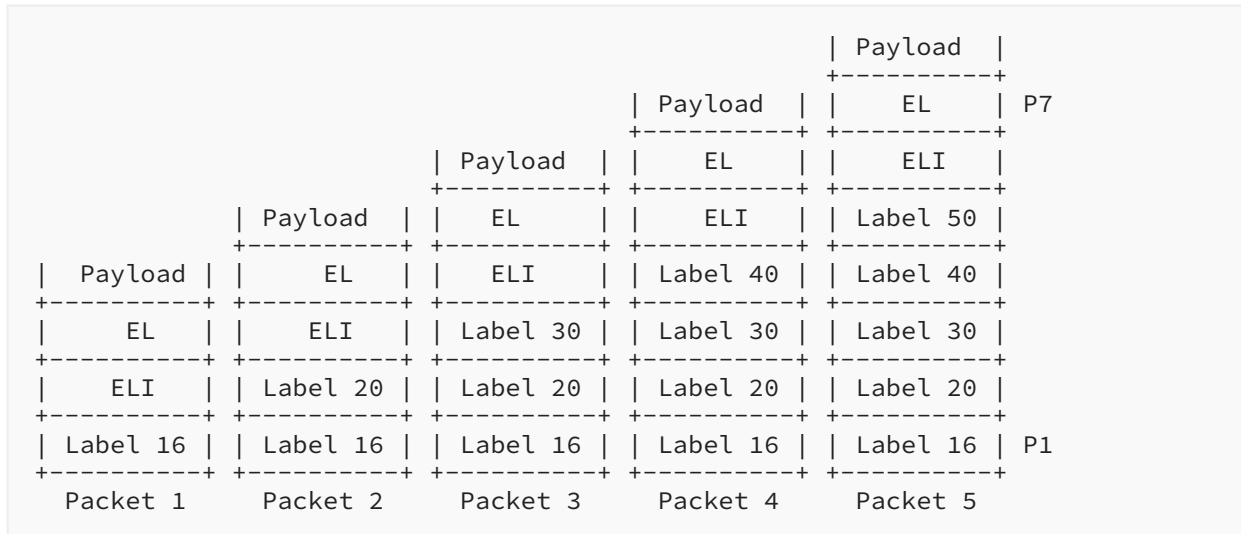 | Payload  |
                                                         +----------+
                                           | Payload  | |    EL    | P7
                                           +----------+ +----------+
                             | Payload  | |    EL    | |    ELI   |
                             +----------+ +----------+ +----------+
               | Payload  | |    EL    | |    ELI   | | Label 50 |
               +----------+ +----------+ +----------+ +----------+
|  Payload | |     EL   | |    ELI   | | Label 40 | | Label 40 |
+----------+ +----------+ +----------+ +----------+ +----------+
|     EL   | |    ELI   | | Label 30 | | Label 30 | | Label 30 |
+----------+ +----------+ +----------+ +----------+ +----------+
|    ELI   | | Label 20 | | Label 20 | | Label 20 | | Label 20 |
+----------+ +----------+ +----------+ +----------+ +----------+
| Label 16 | | Label 16 | | Label 16 | | Label 16 | | Label 16 | P1
+----------+ +----------+ +----------+ +----------+ +----------+
  Packet 1     Packet 2     Packet 3     Packet 4     Packet 5